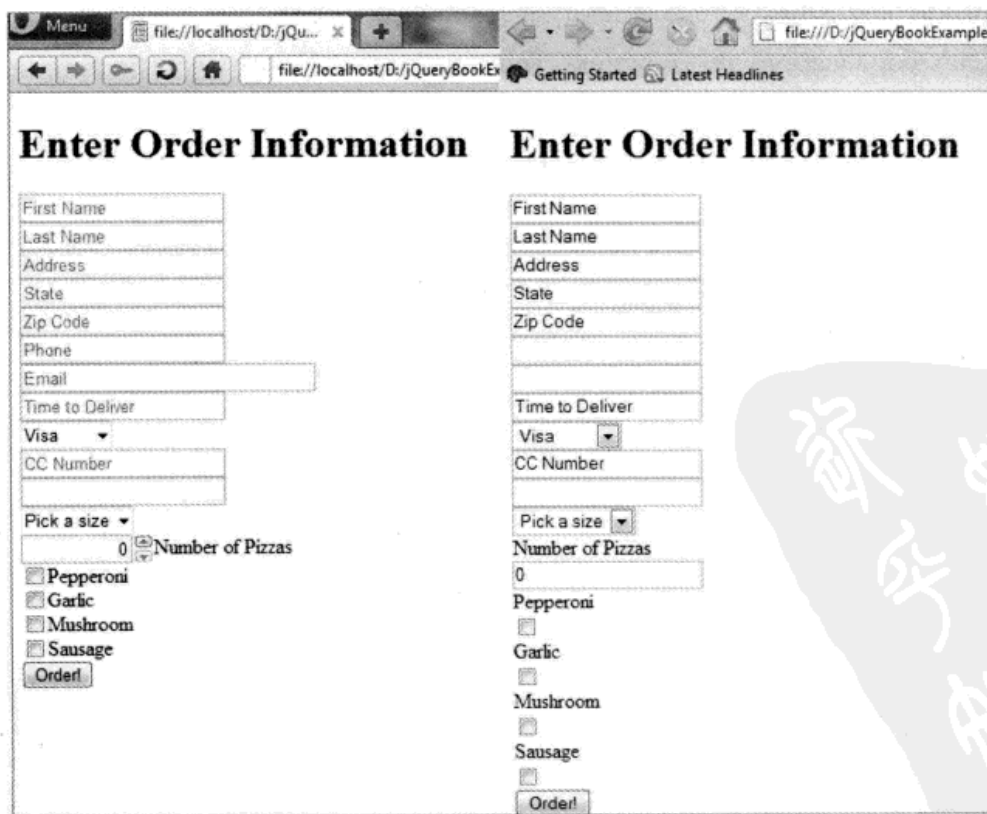 Menu
file://localhost/D:/jQu...
file://localhost/D:/jQueryBookEx
Enter Order Information
First Name
Last Name
Address
State
Zip Code
Phone
Email
Time to Deliver
Visa
CC Number
Pick a size
0 Number of Pizzas
Pepperoni
Garlic
Mushroom
Sausage
Order!
file:///D:/jQueryBookExample
Getting Started Latest Headlines
Enter Order Information
First Name
Last Name
Address
State
Zip Code
Time to Deliver
Visa
CC Number
Pick a size
Number of Pizzas
0
Pepperoni
Garlic
Mushroom
Sausage
Order!